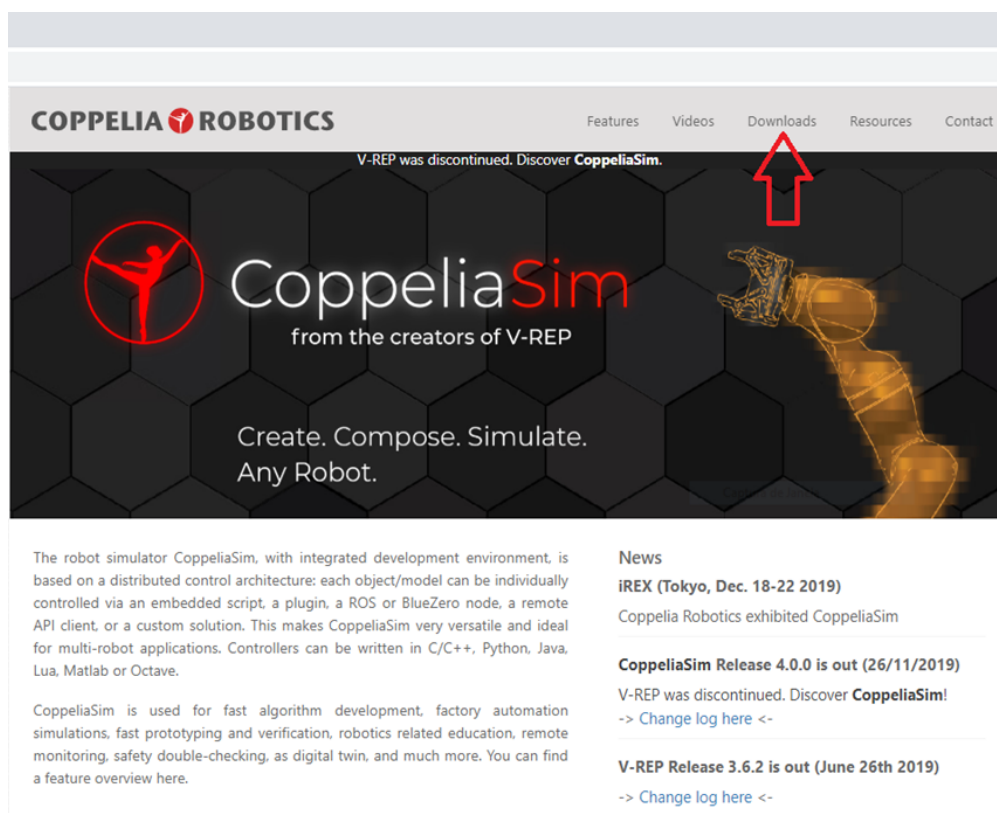 COPPELIA ROBOTICS
Features Videos Downloads Resources Contact
V-REP was discontinued. Discover CoppeliaSim.
CoppeliaSim
from the creators of V-REP
Create. Compose. Simulate.
Any Robot.
The robot simulator CoppeliaSim, with integrated development environment, is
based on a distributed control architecture: each object/model can be individually
controlled via an embedded script, a plugin, a ROS or BlueZero node, a remote
API client, or a custom solution. This makes CoppeliaSim very versatile and ideal
for multi-robot applications. Controllers can be written in C/C++, Python, Java,
Lua, Matlab or Octave.
CoppeliaSim is used for fast algorithm development, factory automation
simulations, fast prototyping and verification, robotics related education, remote
monitoring, safety double-checking, as digital twin, and much more. You can find
a feature overview here.
News
iREX (Tokyo, Dec. 18-22 2019)
Coppelia Robotics exhibited CoppeliaSim
CoppeliaSim Release 4.0.0 is out (26/11/2019)
V-REP was discontinued. Discover CoppeliaSim!
-> Change log here <-
V-REP Release 3.6.2 is out (June 26th 2019)
-> Change log here <-